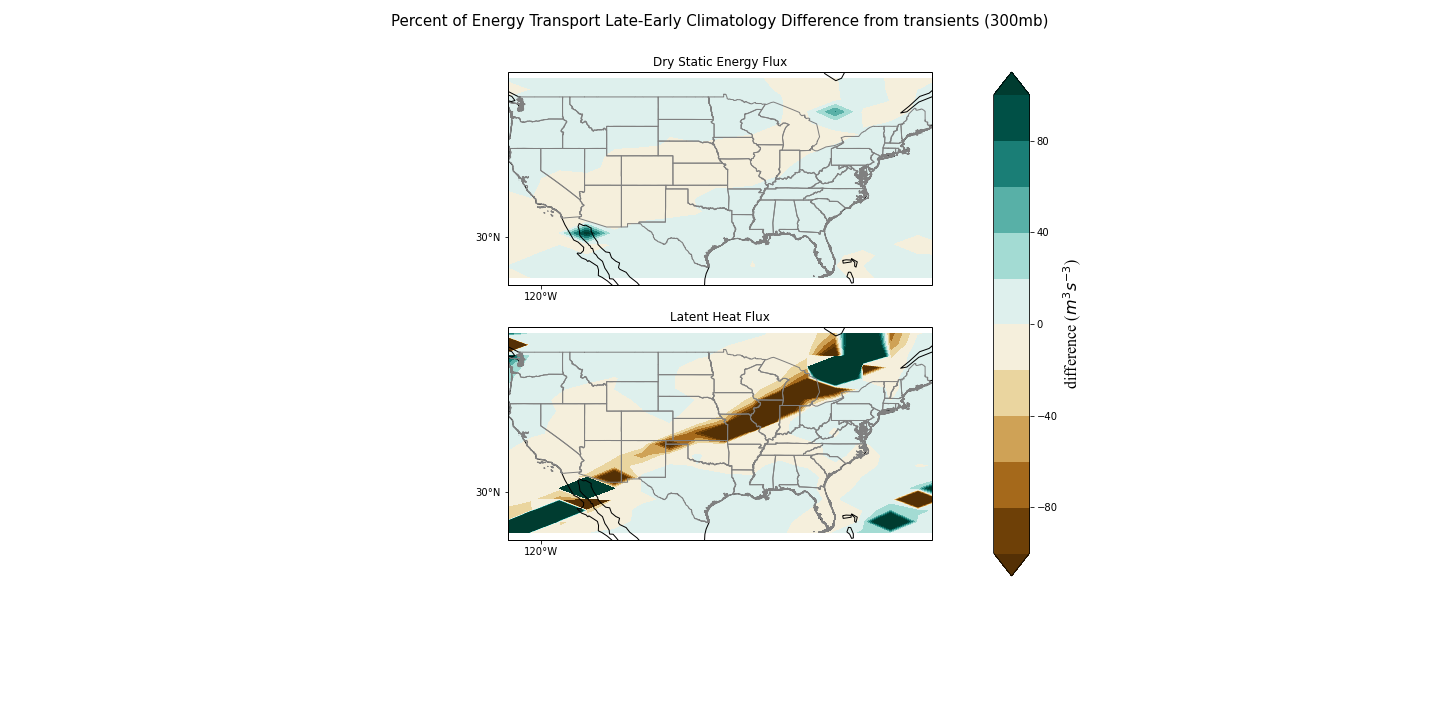 Percent of Energy Transport Late-Early Climatology Difference from transients (300mb)
Dry Static Energy Flux
30°N
120°W
Latent Heat Flux
30°N
120°W
80
40
0
−40
−80
difference (m³s⁻³)